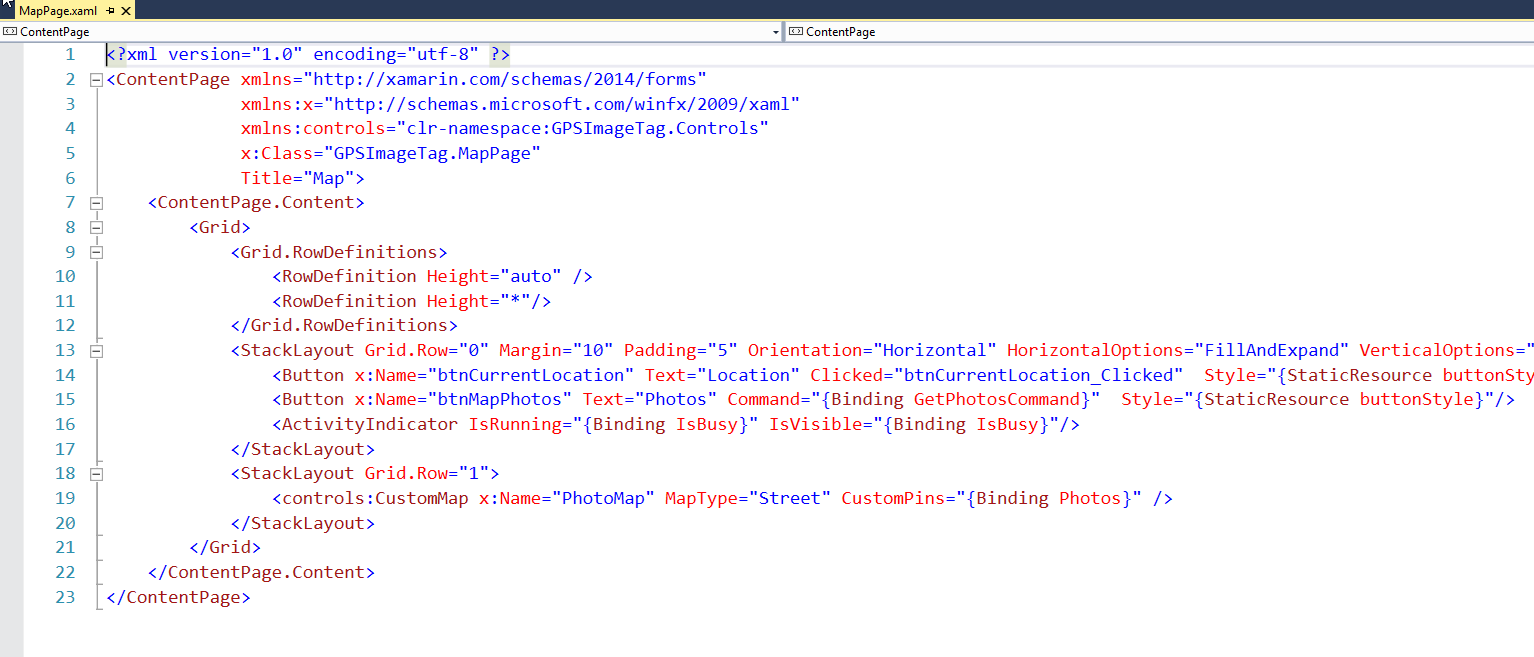 MapPage.xaml
ContentPage ContentPage
1 <?xml version="1.0" encoding="utf-8" ?>
2 <ContentPage xmlns="http://xamarin.com/schemas/2014/forms"
3 xmlns:x="http://schemas.microsoft.com/winfx/2009/xaml"
4 xmlns:controls="clr-namespace:GPSImageTag.Controls"
5 x:Class="GPSImageTag.MapPage"
6 Title="Map">
7 <ContentPage.Content>
8 <Grid>
9 <Grid.RowDefinitions>
10 <RowDefinition Height="auto" />
11 <RowDefinition Height="*"/>
12 </Grid.RowDefinitions>
13 <StackLayout Grid.Row="0" Margin="10" Padding="5" Orientation="Horizontal" HorizontalOptions="FillAndExpand" VerticalOptions="
14 <Button x:Name="btnCurrentLocation" Text="Location" Clicked="btnCurrentLocation_Clicked"  Style="{StaticResource buttonSty
15 <Button x:Name="btnMapPhotos" Text="Photos" Command="{Binding GetPhotosCommand}"  Style="{StaticResource buttonStyle}"/>
16 <ActivityIndicator IsRunning="{Binding IsBusy}" IsVisible="{Binding IsBusy}"/>
17 </StackLayout>
18 <StackLayout Grid.Row="1">
19 <controls:CustomMap x:Name="PhotoMap" MapType="Street" CustomPins="{Binding Photos}" />
20 </StackLayout>
21 </Grid>
22 </ContentPage.Content>
23 </ContentPage>